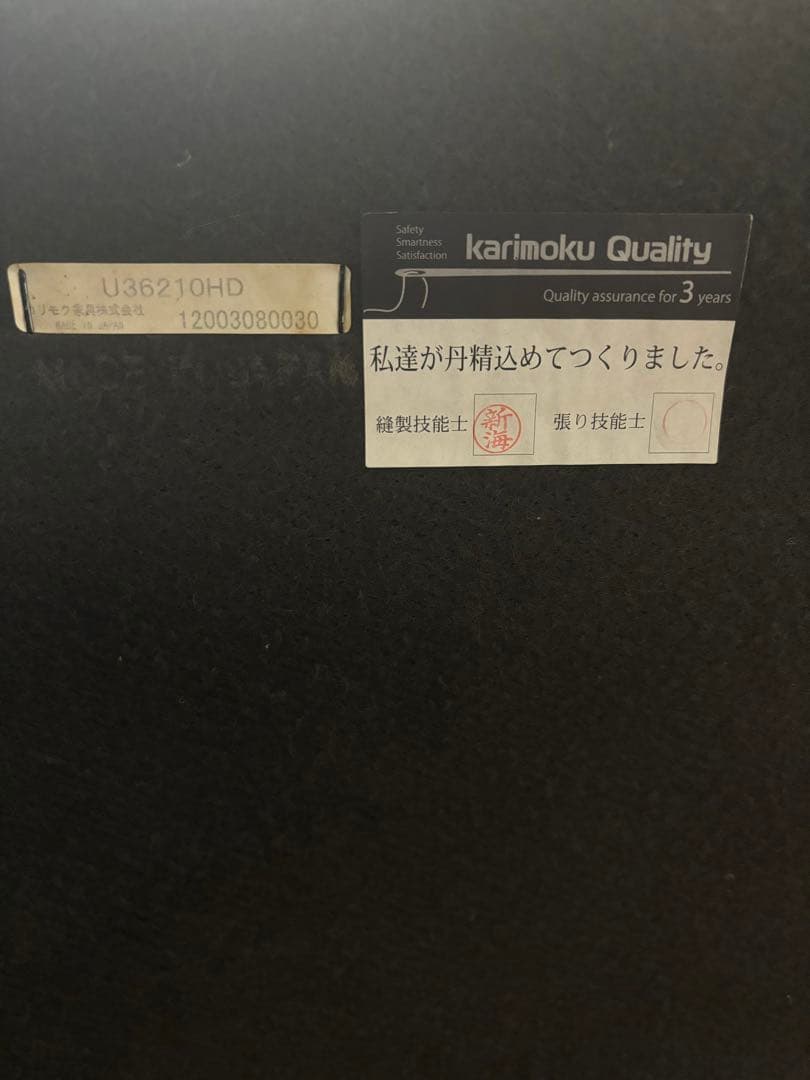 U36210HD
カリモク家具株式会社
MADE IN JAPAN
12003080030
Safety
Smartness
Satisfaction
karimoku Quality
Quality assurance for 3 years
私達が丹精込めてつくりました。
縫製技能士 新海 張り技能士